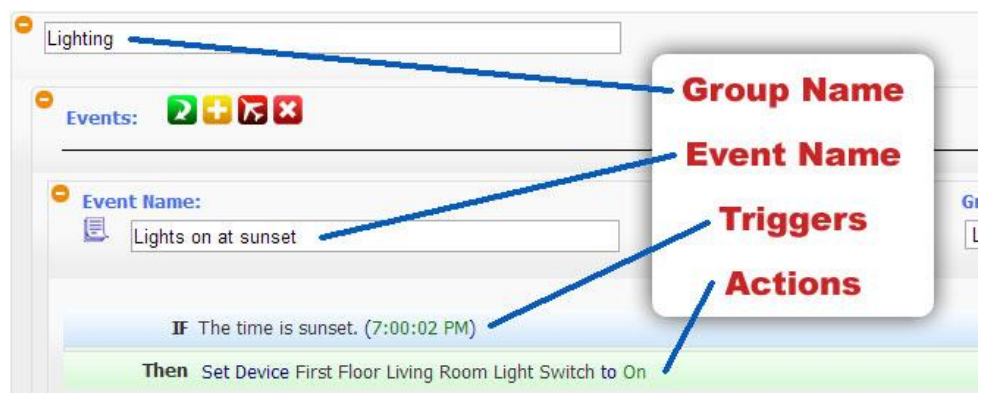 Lighting
Group Name
Events:
Event Name
Event Name:
Gr
Lights on at sunset
L
Triggers
Actions
IF The time is sunset. (7:00:02 PM)
Then Set Device First Floor Living Room Light Switch to On